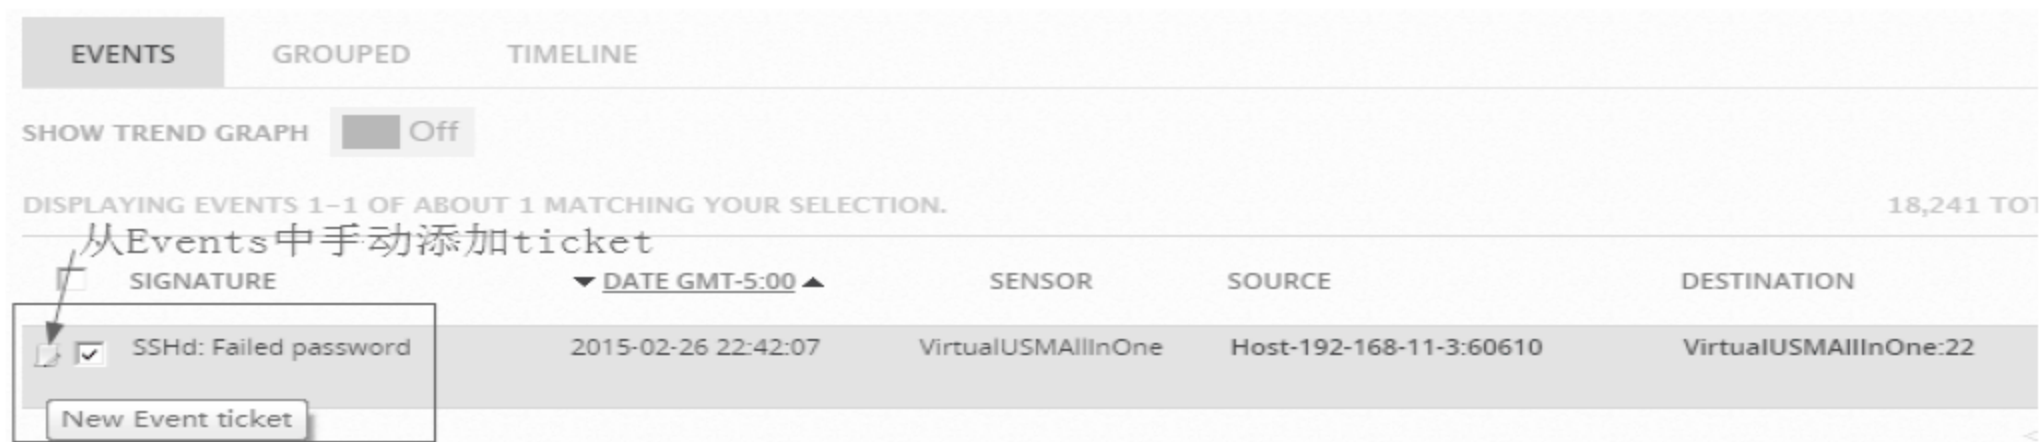 EVENTS GROUPED TIMELINE
SHOW TREND GRAPH Off
DISPLAYING EVENTS 1-1 OF ABOUT 1 MATCHING YOUR SELECTION. 18,241 TOT
从Events中手动添加ticket
SIGNATURE DATE GMT-5:00 SENSOR SOURCE DESTINATION
SSHd: Failed password 2015-02-26 22:42:07 VirtualUSMAllInOne Host-192-168-11-3:60610 VirtualUSMAllInOne:22
New Event ticket